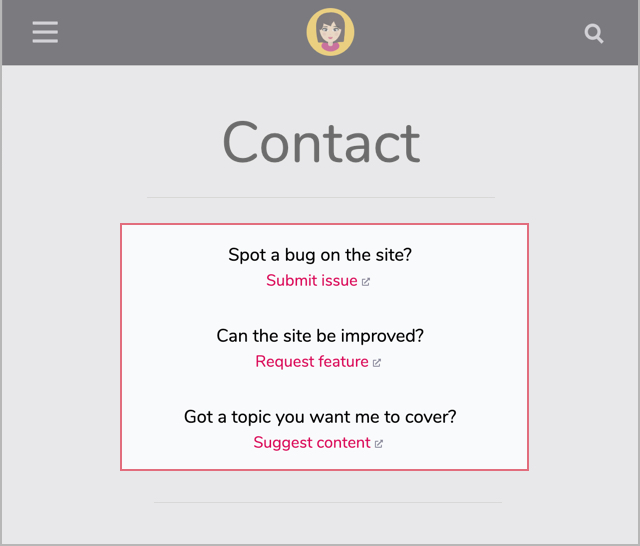 Contact
Spot a bug on the site?
Submit issue
Can the site be improved?
Request feature
Got a topic you want me to cover?
Suggest content